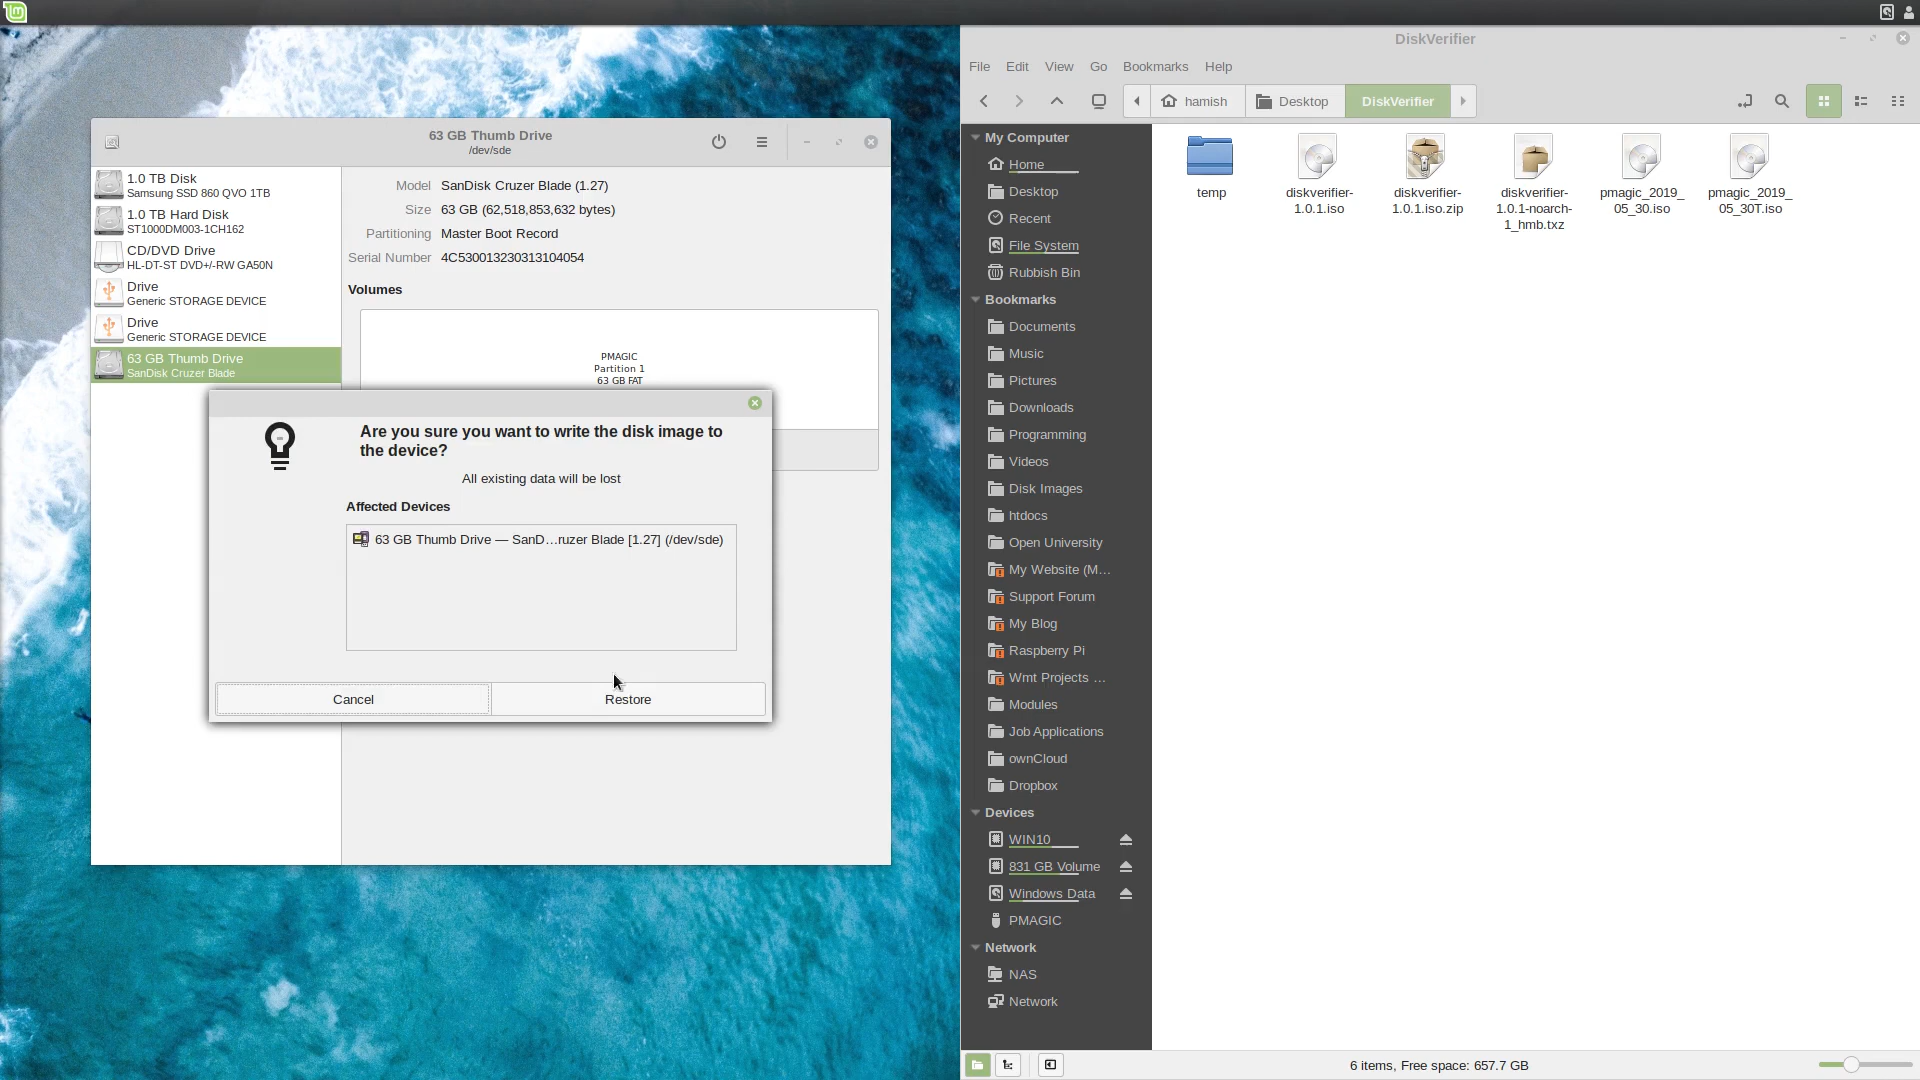 DiskVerifier
File Edit View Go Bookmarks Help
hamish Desktop DiskVerifier
63 GB Thumb Drive
/dev/sde
1.0 TB Disk
Samsung SSD 860 QVO 1TB
1.0 TB Hard Disk
ST1000DM003-1CH162
CD/DVD Drive
HL-DT-ST DVD+/-RW GA50N
Drive
Generic STORAGE DEVICE
Drive
Generic STORAGE DEVICE
63 GB Thumb Drive
SanDisk Cruzer Blade
Model SanDisk Cruzer Blade (1.27)
Size 63 GB (62,518,853,632 bytes)
Partitioning Master Boot Record
Serial Number 4C530013230313104054
Volumes
PMAGIC
Partition 1
63 GB FAT
Are you sure you want to write the disk image to
the device?
All existing data will be lost
Affected Devices
63 GB Thumb Drive — SanD…ruzer Blade [1.27] (/dev/sde)
Cancel
Restore
My Computer
Home
Desktop
Recent
File System
Rubbish Bin
Bookmarks
Documents
Music
Pictures
Downloads
Programming
Videos
Disk Images
htdocs
Open University
My Website (M…
Support Forum
My Blog
Raspberry Pi
Wmt Projects …
Modules
Job Applications
ownCloud
Dropbox
Devices
WIN10
831 GB Volume
Windows Data
PMAGIC
Network
NAS
Network
temp
diskverifier-
1.0.1.iso
diskverifier-
1.0.1.iso.zip
diskverifier-
1.0.1-noarch-
1_hmb.txz
pmagic_2019_
05_30.iso
pmagic_2019_
05_30T.iso
6 items, Free space: 657.7 GB